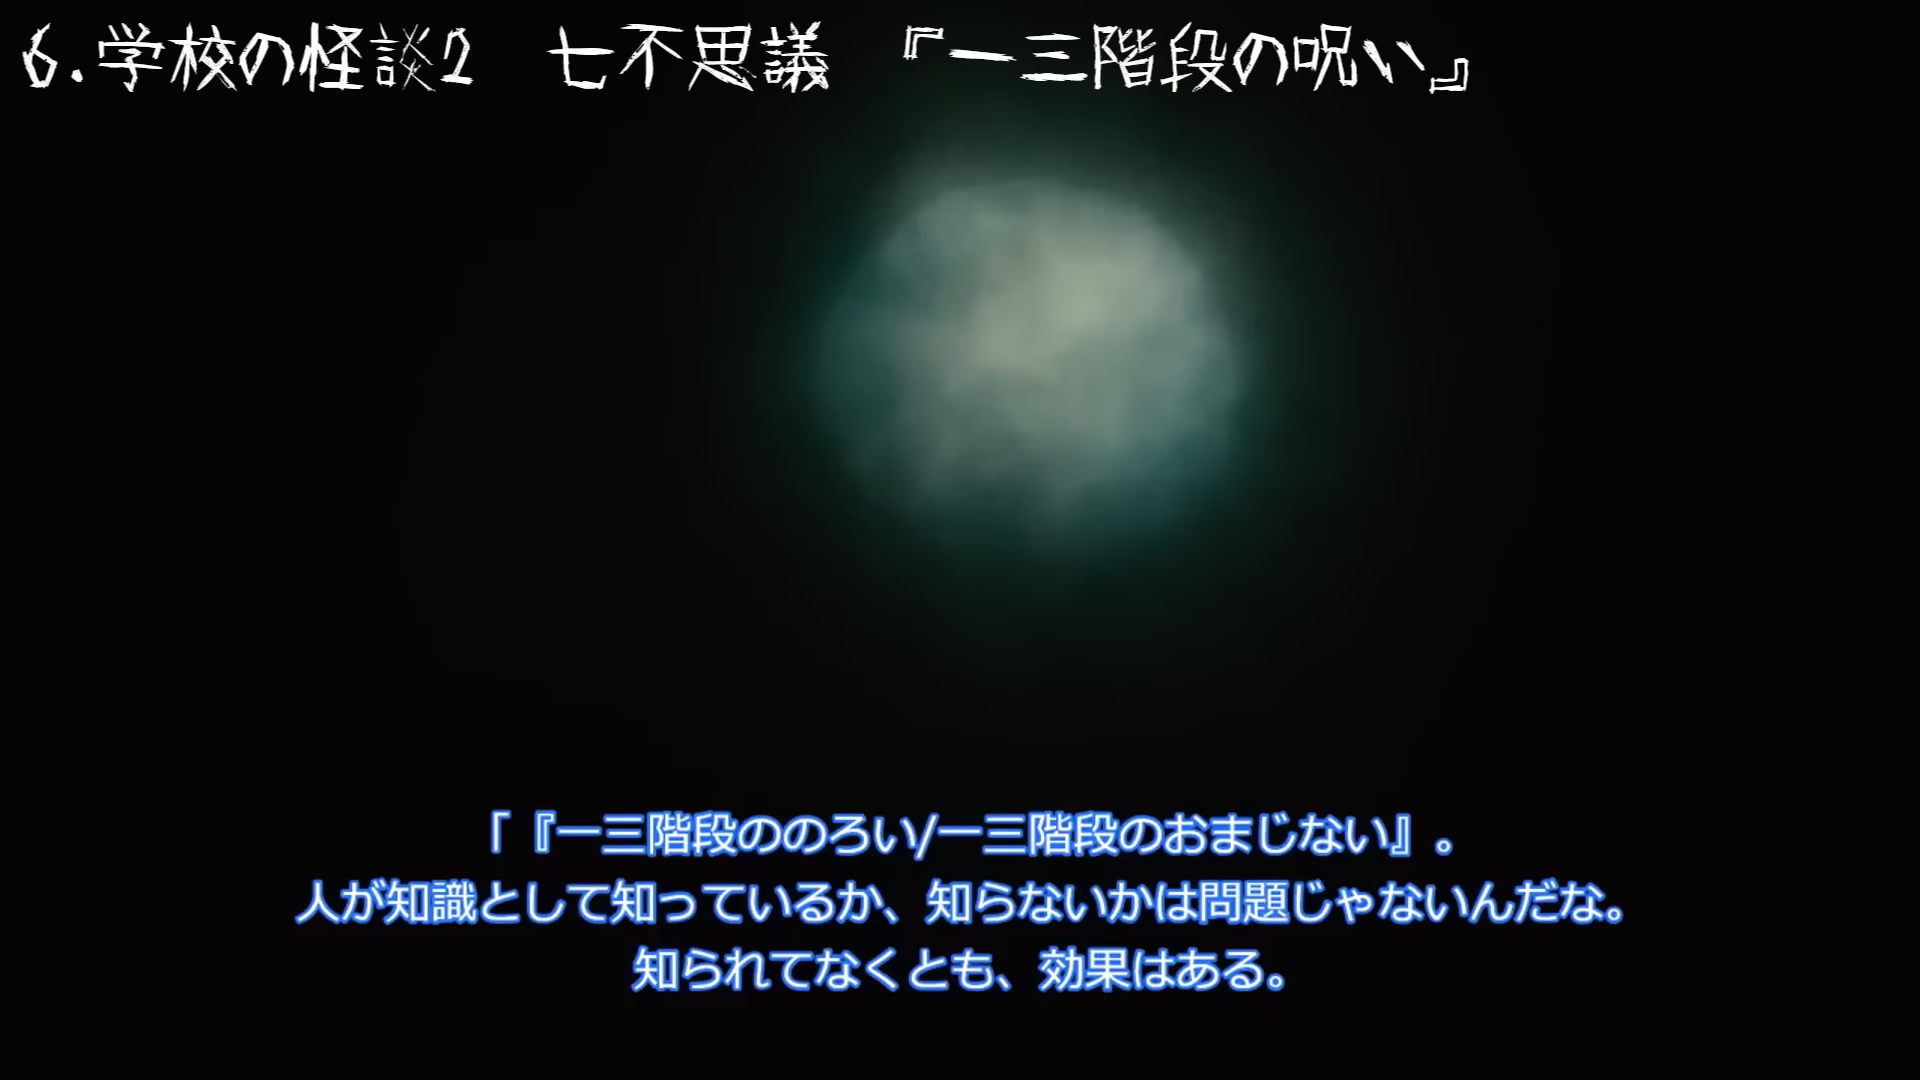 6.学校の怪談2　七不思議　『一三階段の呪い』
「『一三階段ののろい/一三階段のおまじない』.
人が知識として知っているか、知らないかは問題じゃないんだな。
知られてなくとも、効果はある。